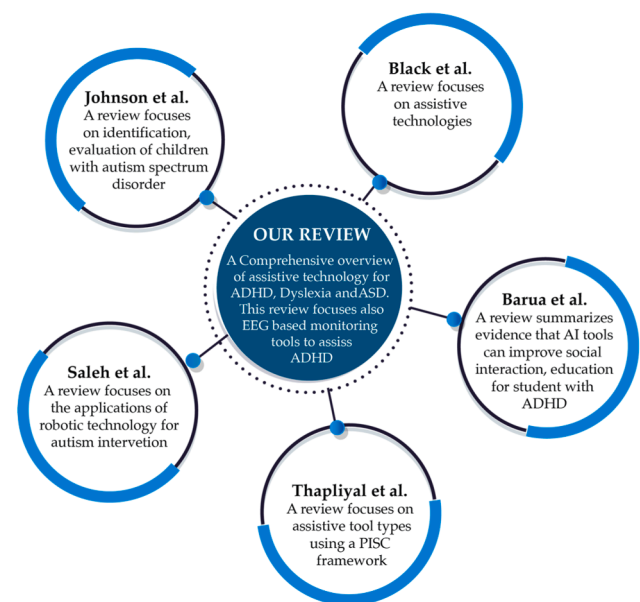 Johnson et al.
A review focuses
on identification,
evaluation of children
with autism spectrum
disorder
Black et al.
A review focuses
on assistive
technologies
OUR REVIEW
A Comprehensive overview
of assistive technology for
ADHD, Dyslexia and ASD.
This review focuses also
EEG based monitoring
tools to assiss
ADHD
Barua et al.
A review summarizes
evidence that AI tools
can improve social
interaction, education
for student with
ADHD
Saleh et al.
A review focuses on
the applications of
robotic technology for
autism intervetion
Thapliyal et al.
A review focuses on
assistive tool types
using a PISC
framework